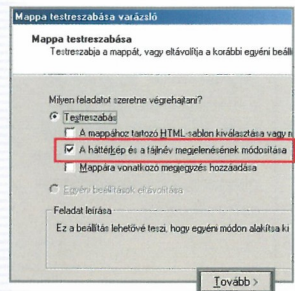 Mappa testreszabása varázsló
Mappa testreszabása
Testreszabja a mappát, vagy eltávolítja a korábbi egyéni beáll
Milyen feladatot szeretne végrehajtani?
Testreszabás
A mappához tartozó HTML-sablon kiválasztása vagy n
A háttérkép és a fájlnév megjelenésének módosítása
Mappára vonatkozó megjegyzés hozzáadása
Egyéni beállítások eltávolítása
Feladat leírása
Ez a beállítás lehetővé teszi, hogy egyéni módon alakítsa ki
Tovább >